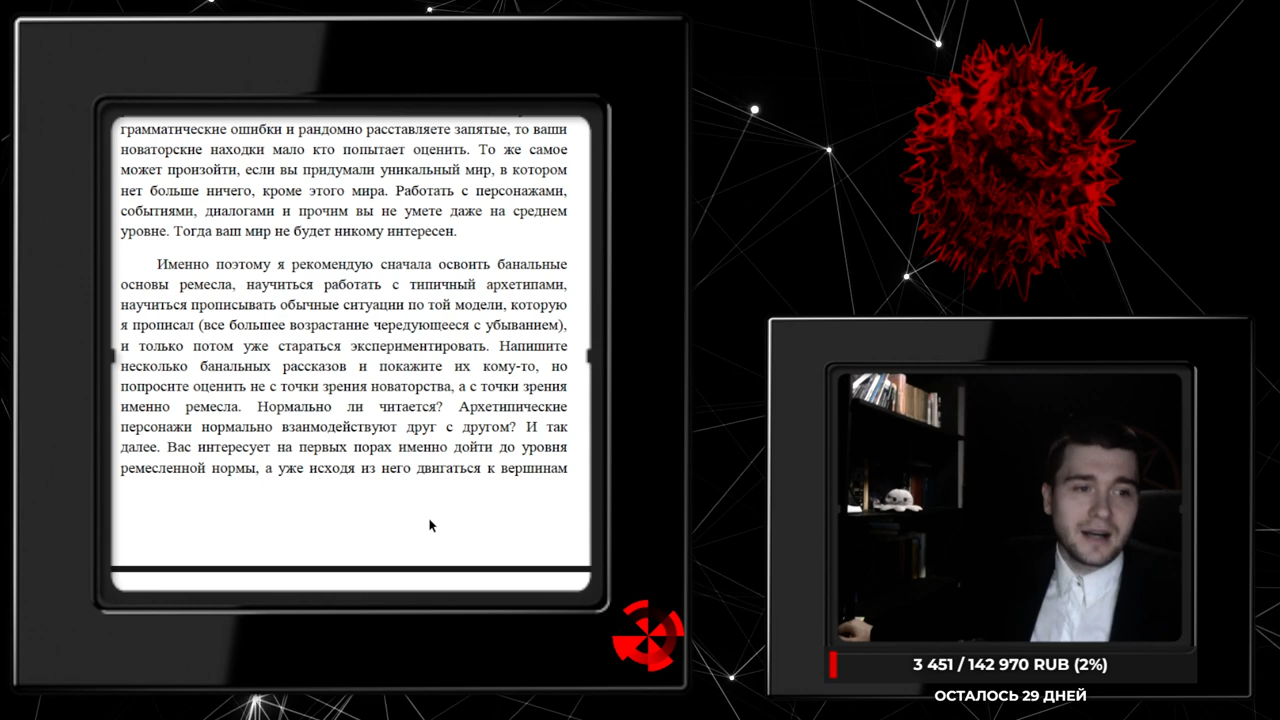 грамматические ошибки и рандомно расставляете запятые, то ваши
новаторские находки мало кто попытает оценить. То же самое
может произойти, если вы придумали уникальный мир, в котором
нет больше ничего, кроме этого мира. Работать с персонажами,
событиями, диалогами и прочим вы не умете даже на среднем
уровне. Тогда ваш мир не будет никому интересен.
Именно поэтому я рекомендую сначала освоить банальные
основы ремесла, научиться работать с типичный архетипами,
научиться прописывать обычные ситуации по той модели, которую
я прописал (все большее возрастание чередующееся с убыванием),
и только потом уже стараться экспериментировать. Напишите
несколько банальных рассказов и покажите их кому-то, но
попросите оценить не с точки зрения новаторства, а с точки зрения
именно ремесла. Нормально ли читается? Архетипические
персонажи нормально взаимодействуют друг с другом? И так
далее. Вас интересует на первых порах именно дойти до уровня
ремесленной нормы, а уже исходя из него двигаться к вершинам
3 451 / 142 970 RUB (2%)
ОСТАЛОСЬ 29 ДНЕЙ